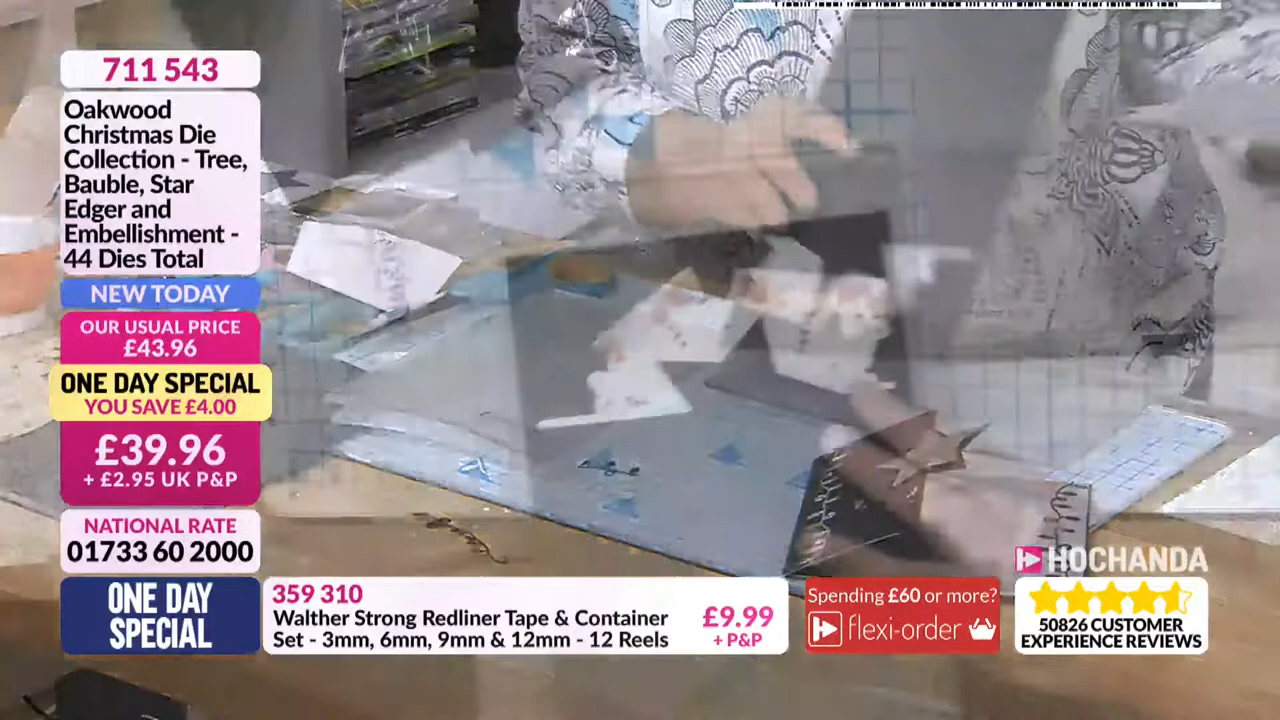 711 543
Oakwood
Christmas Die
Collection - Tree,
Bauble, Star
Edger and
Embellishment -
44 Dies Total
NEW TODAY
OUR USUAL PRICE
£43.96
ONE DAY SPECIAL
YOU SAVE £4.00
£39.96
+ £2.95 UK P&P
NATIONAL RATE
01733 60 2000
ONE DAY
SPECIAL
359 310
Walther Strong Redliner Tape & Container
Set - 3mm, 6mm, 9mm & 12mm - 12 Reels
£9.99
+ P&P
Spending £60 or more?
flexi-order
HOCHANDA
50826 CUSTOMER
EXPERIENCE REVIEWS